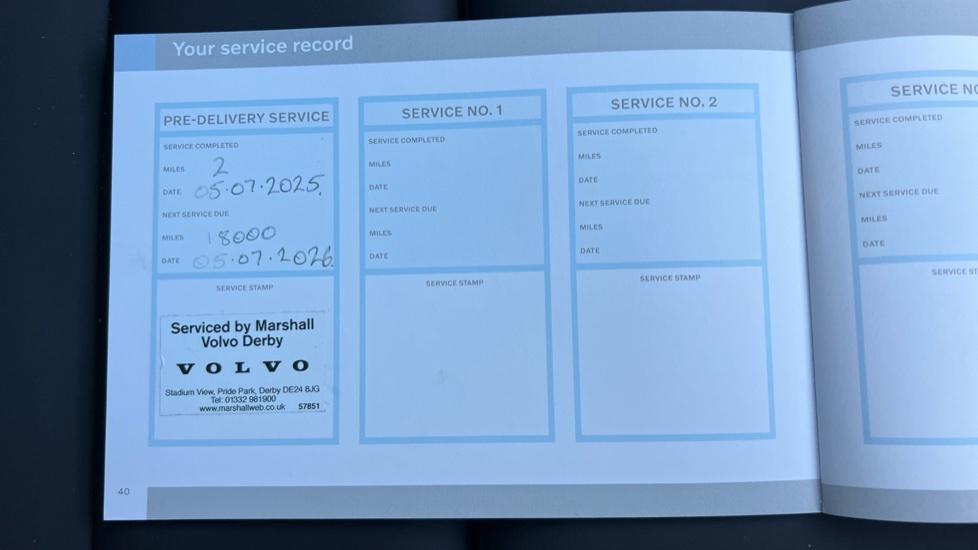 Your service record
PRE-DELIVERY SERVICE
SERVICE COMPLETED
MILES 2
DATE 05.07.2025.
NEXT SERVICE DUE
MILES 18000
DATE 05.07.2026.
SERVICE STAMP
Serviced by Marshall
Volvo Derby
VOLVO
Stadium View, Pride Park, Derby DE24 8JG
Tel: 01332 981900
www.marshallweb.co.uk 57851
SERVICE NO. 1
SERVICE COMPLETED
MILES
DATE
NEXT SERVICE DUE
MILES
DATE
SERVICE STAMP
SERVICE NO. 2
SERVICE COMPLETED
MILES
DATE
NEXT SERVICE DUE
MILES
DATE
SERVICE STAMP
SERVICE NO
SERVICE COMPLETED
MILES
DATE
NEXT SERVICE DUE
MILES
DATE
SERVICE ST
40